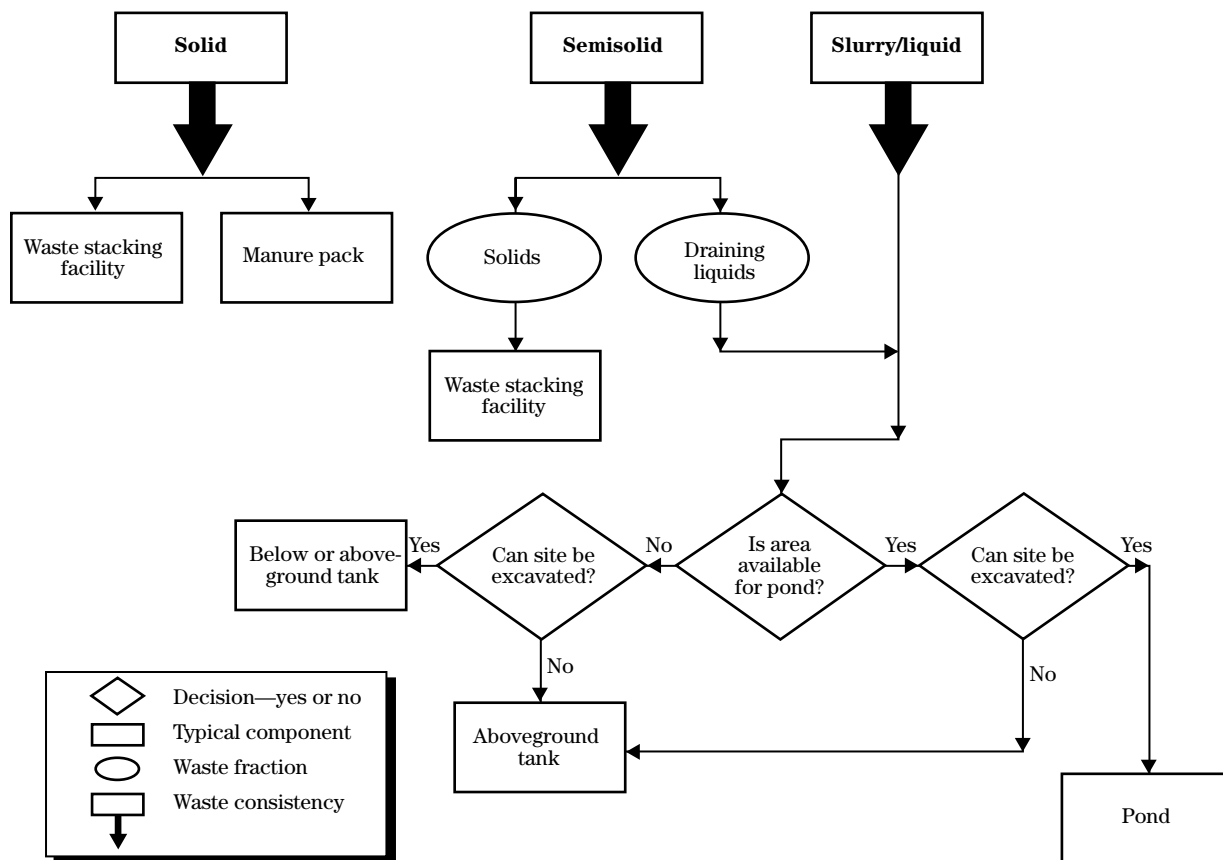 Solid
Semisolid
Slurry/liquid
Waste stacking
facility
Manure pack
Solids
Draining
liquids
Waste stacking
facility
Below or above-
ground tank
Yes
Can site be
excavated?
No
Is area
available
for pond?
Yes
Can site be
excavated?
Yes
No
No
Aboveground
tank
Pond
Decision—yes or no
Typical component
Waste fraction
Waste consistency